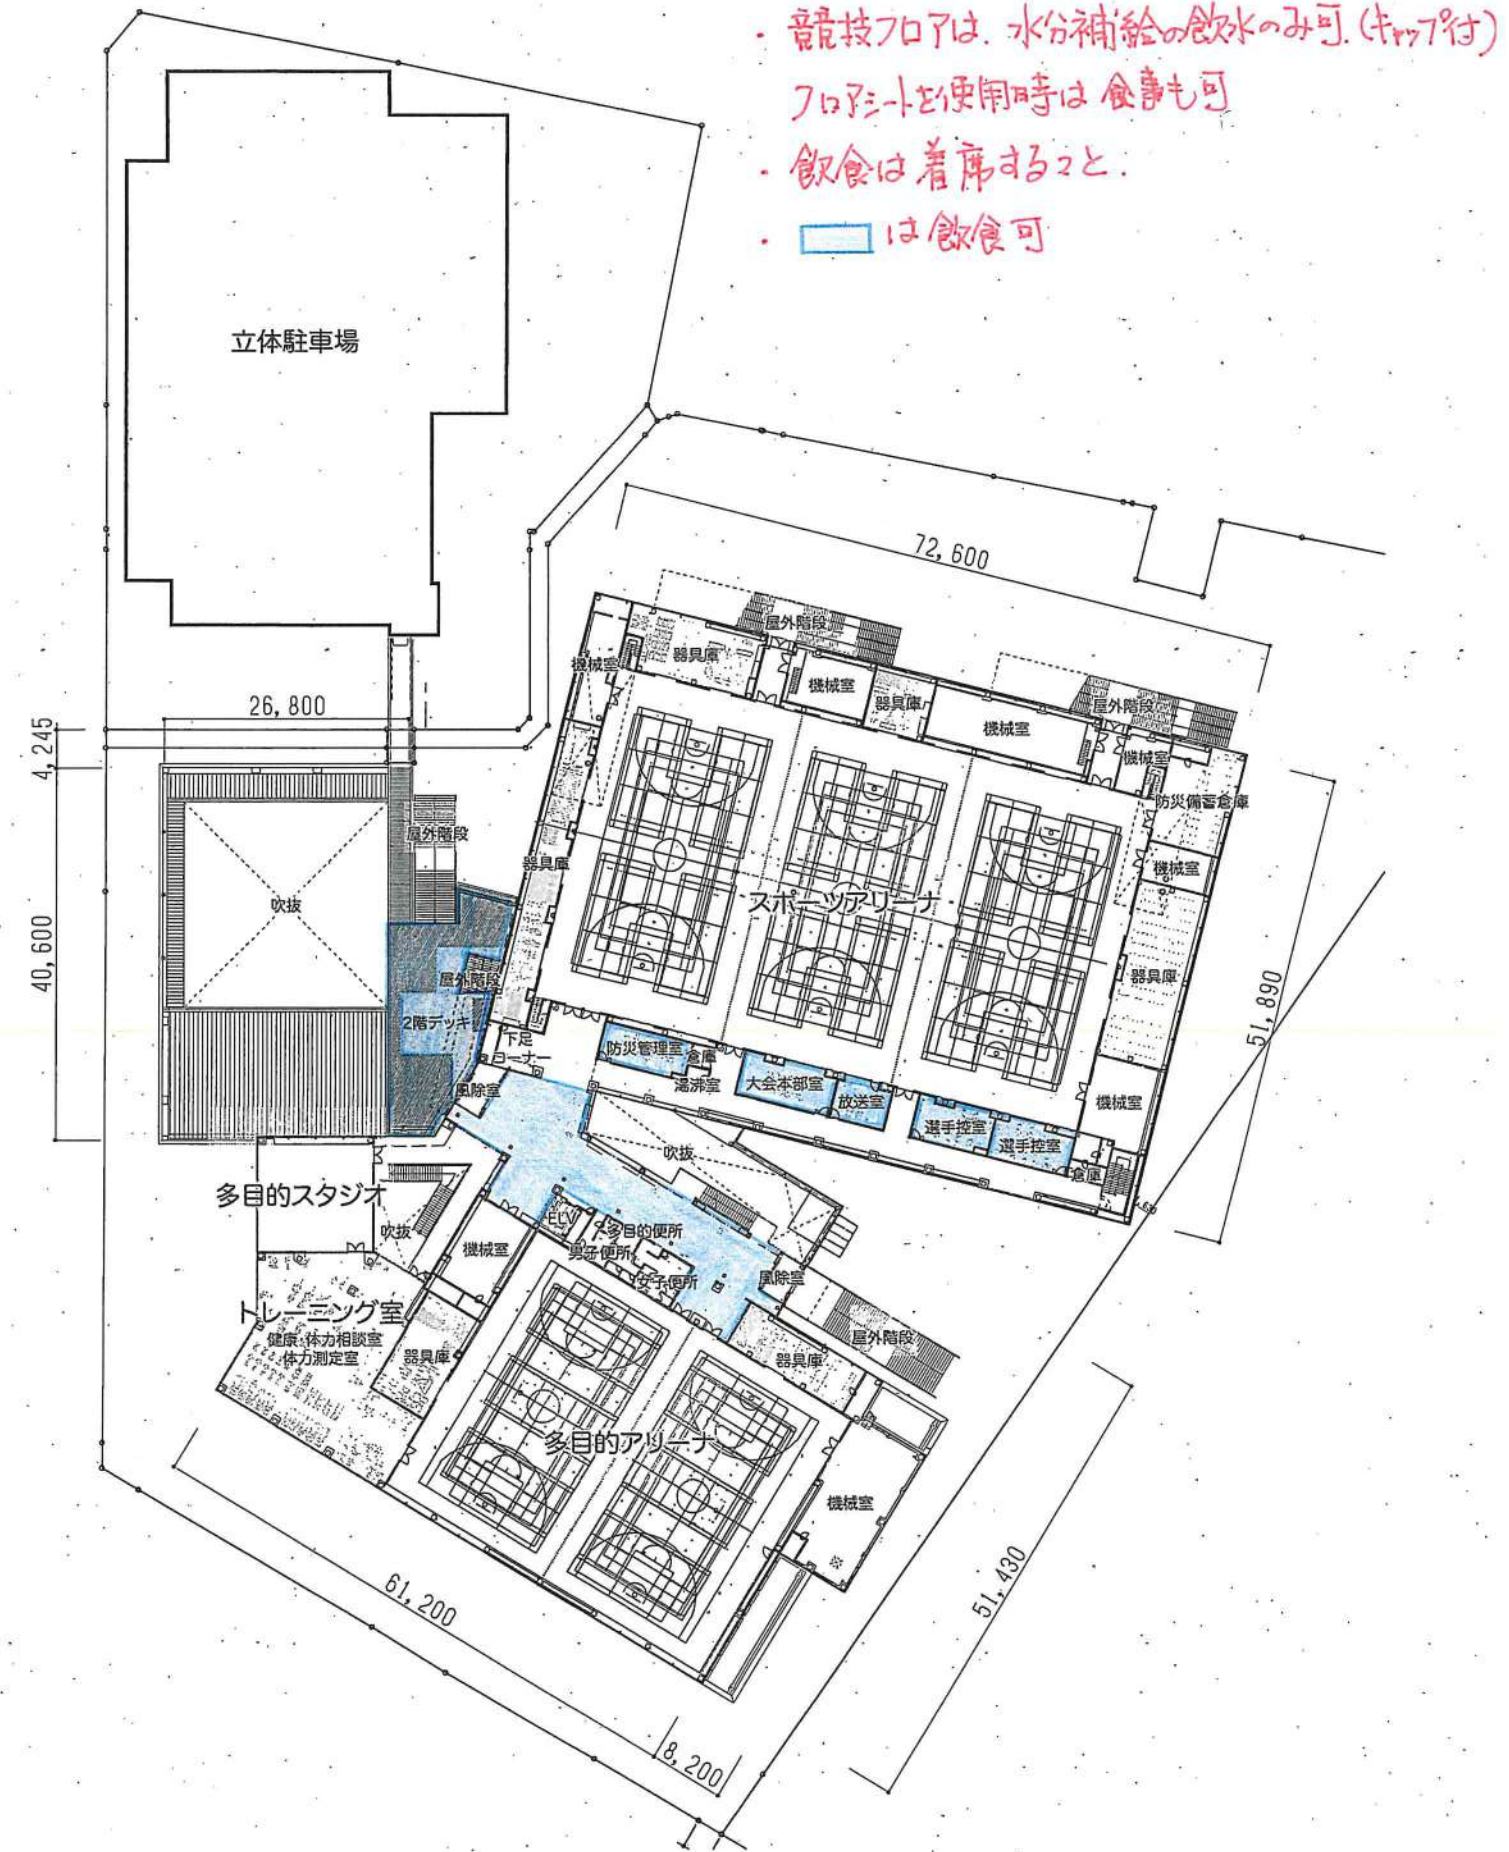 ・競技フロアは、水分補給の飲水のみ可.(キャップ付)
フロアシートを使用時は 食事も可
・飲食は着席すること.
・ は飲食可
立体駐車場
72,600
屋外階段
機械室
器具庫
機械室
器具庫
機械室
屋外階段
機械室
防災備蓄倉庫
機械室
器具庫
26,800
4,245
40,600
吹抜
屋外階段
器具庫
スポーツアリーナ
屋外階段
2階デッキ
下足
コーナー
風除室
防災管理室
倉庫
湯沸室
大会本部室
放送室
選手控室
選手控室
倉庫
機械室
51,890
吹抜
多目的スタジオ
吹抜
機械室
ELV
多目的便所
男子便所
女子便所
風除室
屋外階段
トレーニング室
健康・体力相談室
体力測定室
器具庫
器具庫
多目的アリーナ
機械室
61,200
8,200
51,430